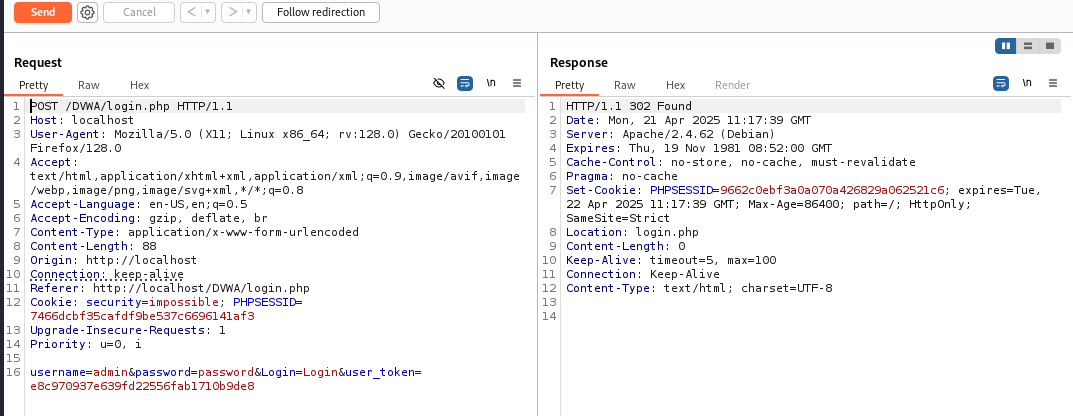 Send Cancel < > Follow redirection
Request
Pretty Raw Hex \n
1 POST /DVWA/login.php HTTP/1.1
2 Host: localhost
3 User-Agent: Mozilla/5.0 (X11; Linux x86_64; rv:128.0) Gecko/20100101
Firefox/128.0
4 Accept:
text/html,application/xhtml+xml,application/xml;q=0.9,image/avif,image
/webp,image/png,image/svg+xml,*/*;q=0.8
5 Accept-Language: en-US,en;q=0.5
6 Accept-Encoding: gzip, deflate, br
7 Content-Type: application/x-www-form-urlencoded
8 Content-Length: 88
9 Origin: http://localhost
10 Connection: keep-alive
11 Referer: http://localhost/DVWA/login.php
12 Cookie: security=impossible; PHPSESSID=
7466dcbf35cafdf9be537c6696141af3
13 Upgrade-Insecure-Requests: 1
14 Priority: u=0, i
15
16 username=admin&password=password&Login=Login&user_token=
e8c970937e639fd22556fab1710b9de8
Response
Pretty Raw Hex Render \n
1 HTTP/1.1 302 Found
2 Date: Mon, 21 Apr 2025 11:17:39 GMT
3 Server: Apache/2.4.62 (Debian)
4 Expires: Thu, 19 Nov 1981 08:52:00 GMT
5 Cache-Control: no-store, no-cache, must-revalidate
6 Pragma: no-cache
7 Set-Cookie: PHPSESSID=9662c0ebf3a0a070a426829a062521c6; expires=Tue,
22 Apr 2025 11:17:39 GMT; Max-Age=86400; path=/; HttpOnly;
SameSite=Strict
8 Location: login.php
9 Content-Length: 0
10 Keep-Alive: timeout=5, max=100
11 Connection: Keep-Alive
12 Content-Type: text/html; charset=UTF-8
13
14